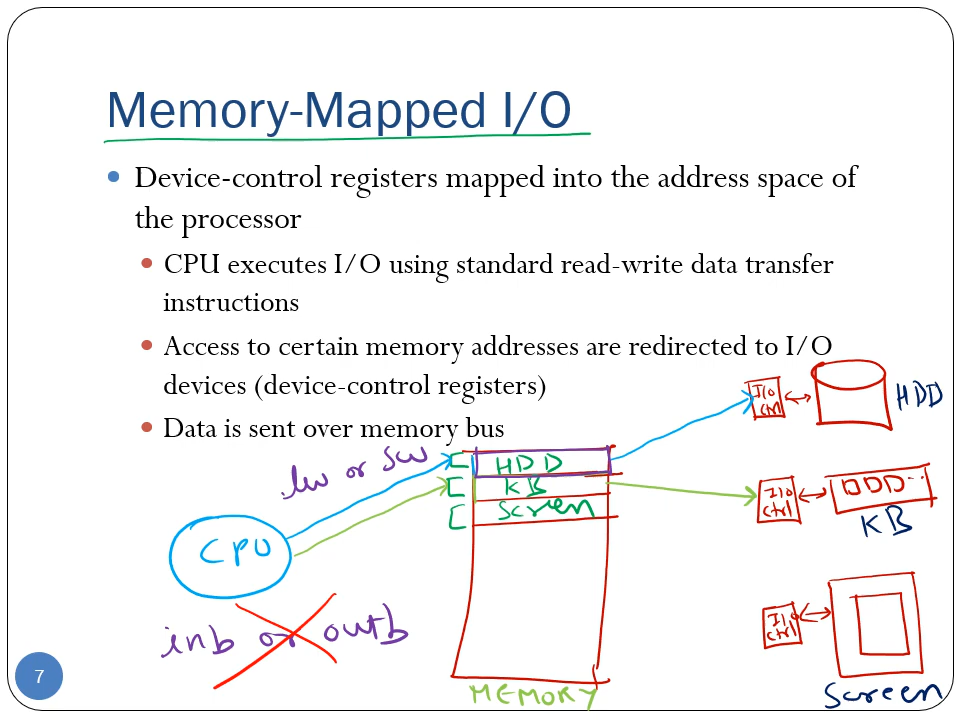 Memory-Mapped I/O
Device-control registers mapped into the address space of
the processor
CPU executes I/O using standard read-write data transfer
instructions
Access to certain memory addresses are redirected to I/O
devices (device-control registers)
Data is sent over memory bus
I/O
ctrl
HDD
lw or sw
HDD
KB
Screen
I/O
ctrl
KB
CPU
inb or outb
I/O
ctrl
Screen
MEMORY
7